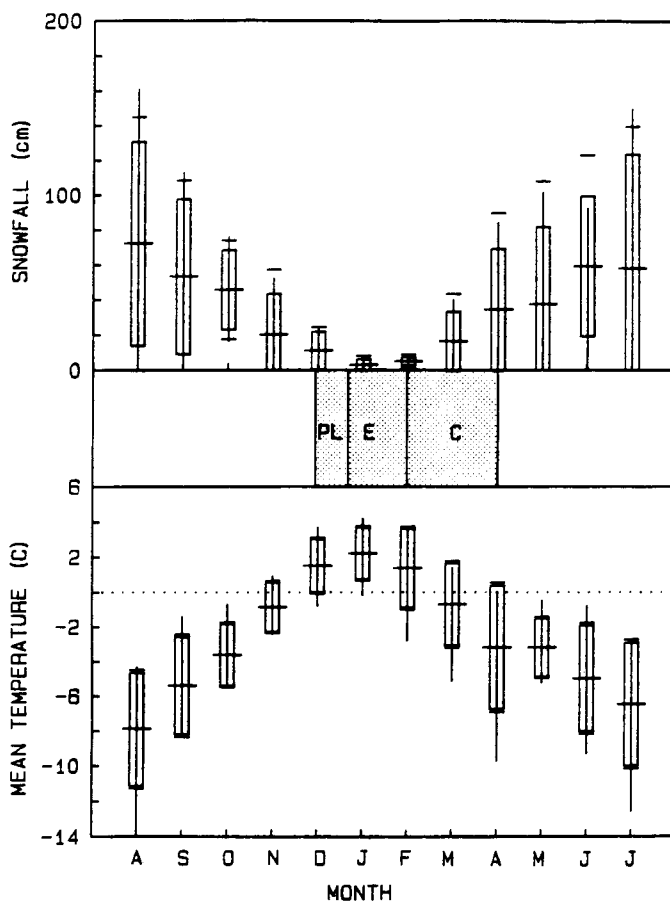 200
100
0
SNOWFALL (cm)
PL E C
6
2
-2
-6
-10
-14
MEAN TEMPERATURE (C)
A S O N D J F M A M J J
MONTH